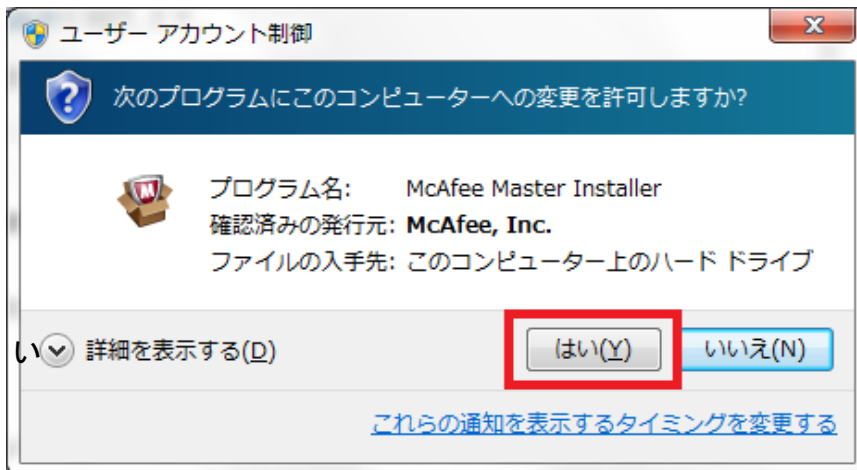 ユーザー アカウント制御
次のプログラムにこのコンピューターへの変更を許可しますか?
プログラム名: McAfee Master Installer
確認済みの発行元: McAfee, Inc.
ファイルの入手先: このコンピューター上のハード ドライブ
い 詳細を表示する(D) はい(Y) いいえ(N)
これらの通知を表示するタイミングを変更する